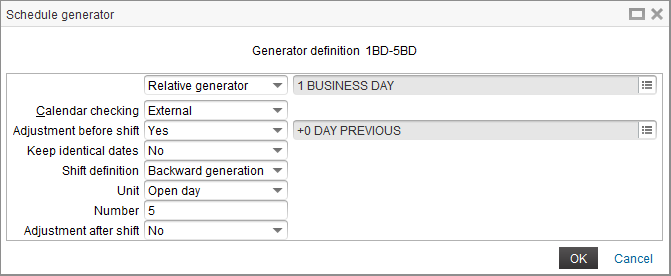 Schedule generator
Generator definition 1BD-5BD
Relative generator 1 BUSINESS DAY
Calendar checking External
Adjustment before shift Yes +0 DAY PREVIOUS
Keep identical dates No
Shift definition Backward generation
Unit Open day
Number 5
Adjustment after shift No
OK Cancel